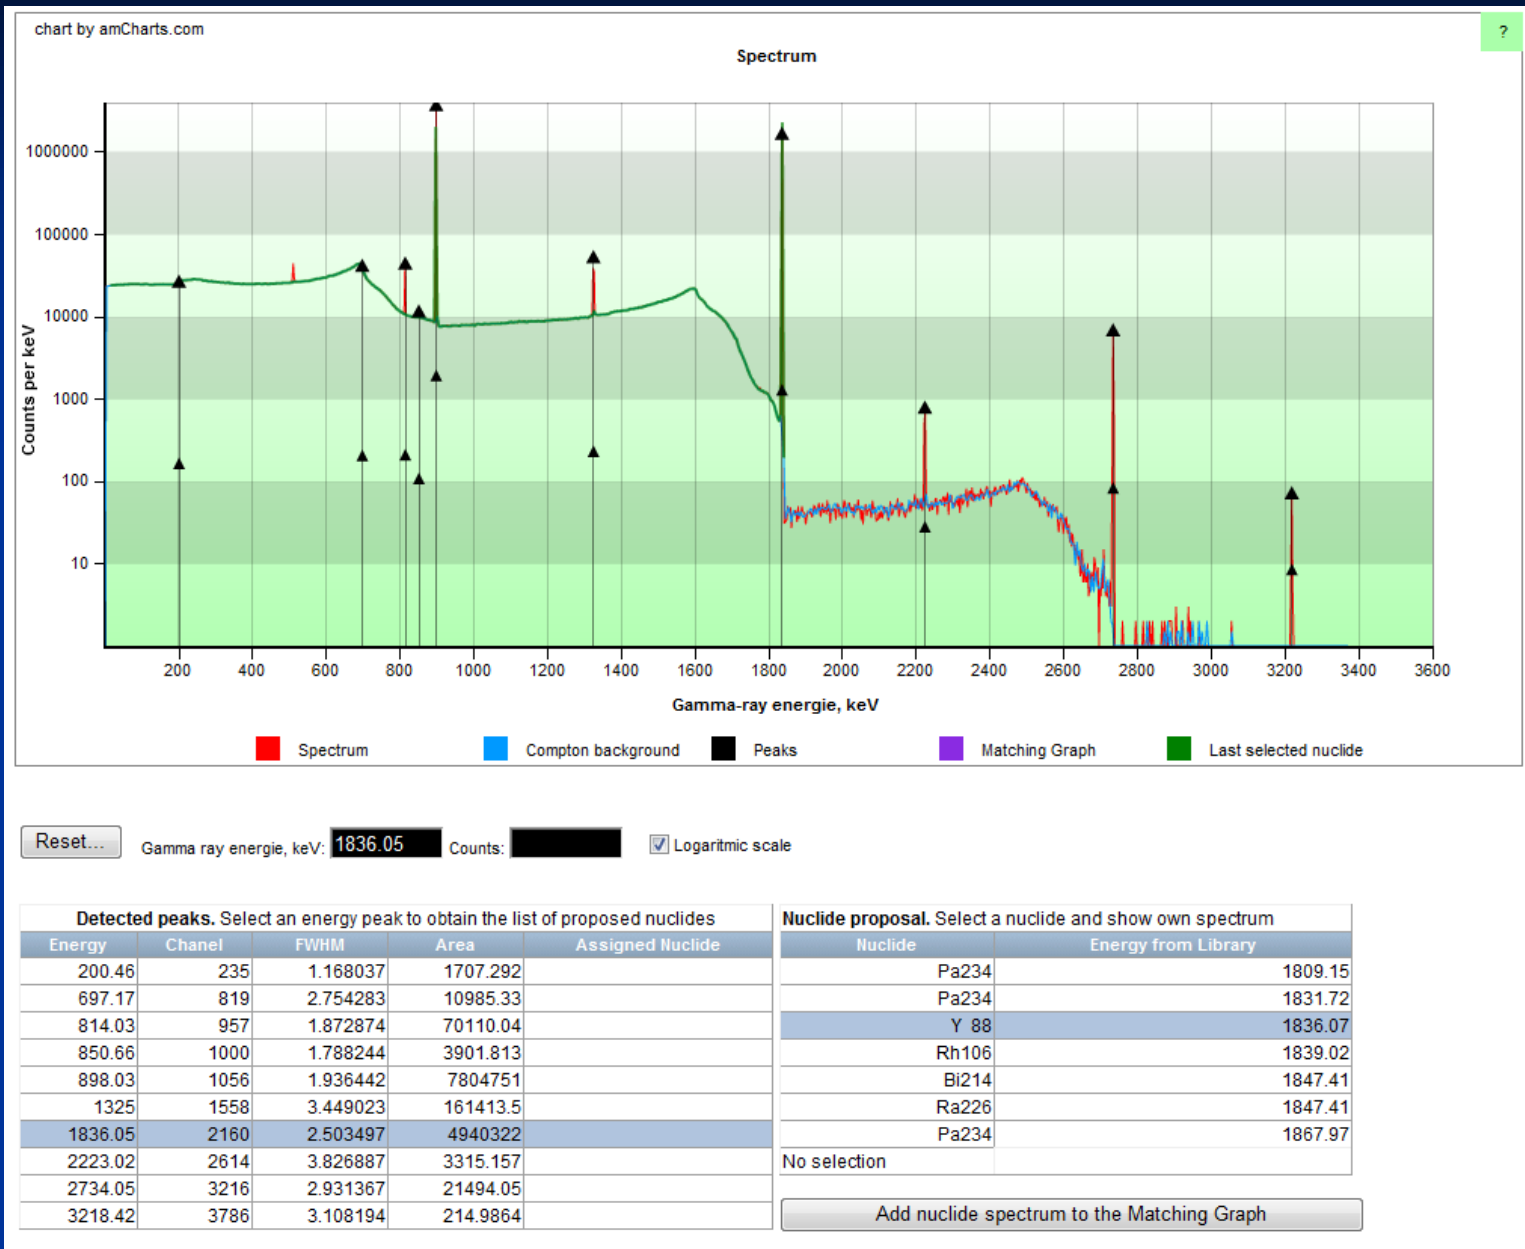 chart by amCharts.com
?
Spectrum
Counts per keV
1000000
100000
10000
1000
100
10
200 400 600 800 1000 1200 1400 1600 1800 2000 2200 2400 2600 2800 3000 3200 3400 3600
Gamma-ray energie, keV
Spectrum Compton background Peaks Matching Graph Last selected nuclide
Reset... Gamma ray energie, keV: 1836.05 Counts: Logaritmic scale
Detected peaks. Select an energy peak to obtain the list of proposed nuclides
Energy Chanel FWHM Area Assigned Nuclide
200.46 235 1.168037 1707.292
697.17 819 2.754283 10985.33
814.03 957 1.872874 70110.04
850.66 1000 1.788244 3901.813
898.03 1056 1.936442 7804751
1325 1558 3.449023 161413.5
1836.05 2160 2.503497 4940322
2223.02 2614 3.826887 3315.157
2734.05 3216 2.931367 21494.05
3218.42 3786 3.108194 214.9864
Nuclide proposal. Select a nuclide and show own spectrum
Nuclide Energy from Library
Pa234 1809.15
Pa234 1831.72
Y 88 1836.07
Rh106 1839.02
Bi214 1847.41
Ra226 1847.41
Pa234 1867.97
No selection
Add nuclide spectrum to the Matching Graph